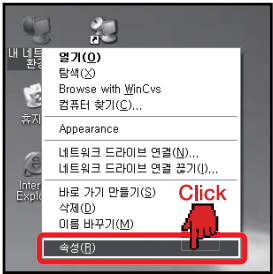 내 네트
환경
열기(O)
탐색(X)
Browse with WinCvs
컴퓨터 찾기(C)...
휴지
Appearance
네트워크 드라이브 연결(N)...
네트워크 드라이브 끊기(I)...
Inter
Explo
바로 가기 만들기(S)
Click
삭제(D)
이름 바꾸기(M)
속성(R)